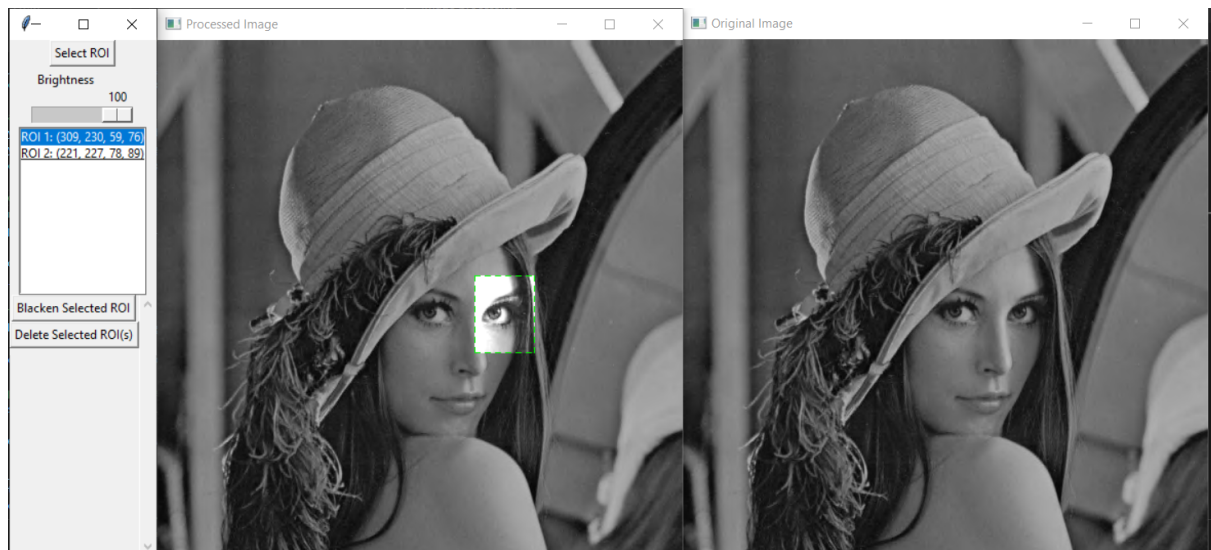 Select ROI
Brightness
100
ROI 1: (309, 230, 59, 76)
ROI 2: (221, 227, 78, 89)
Blacken Selected ROI
Delete Selected ROI(s)
Processed Image
Original Image